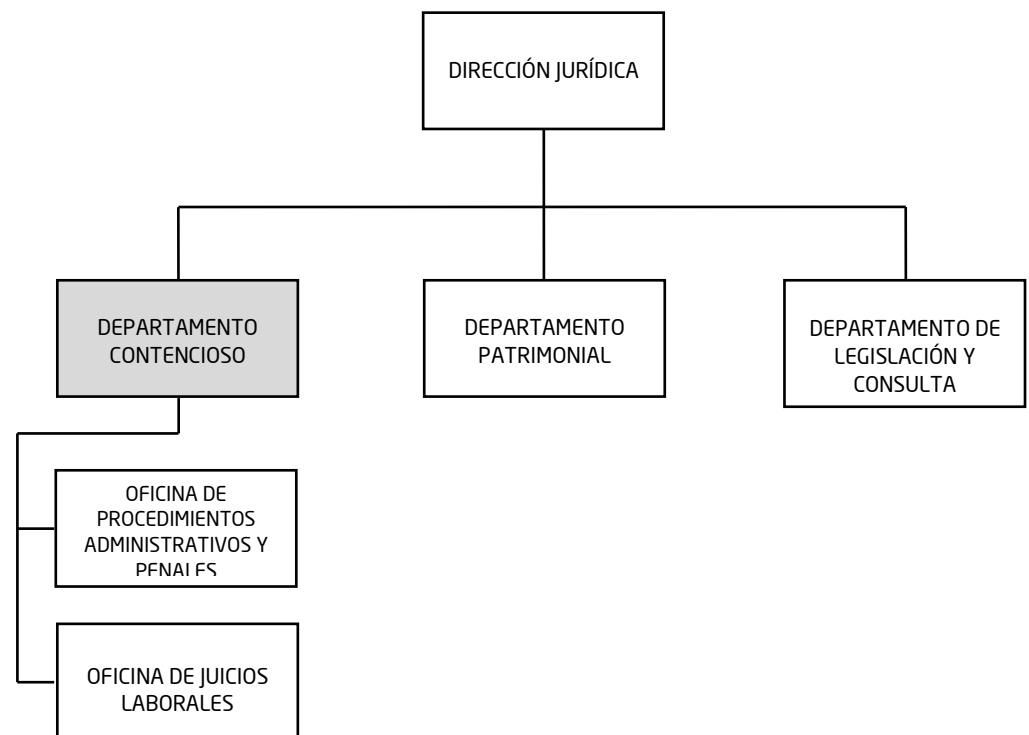 DIRECCIÓN JURÍDICA
DEPARTAMENTO
CONTENCIOSO
DEPARTAMENTO
PATRIMONIAL
DEPARTAMENTO DE
LEGISLACIÓN Y
CONSULTA
OFICINA DE
PROCEDIMIENTOS
ADMINISTRATIVOS Y
PENALES
OFICINA DE JUICIOS
LABORALES